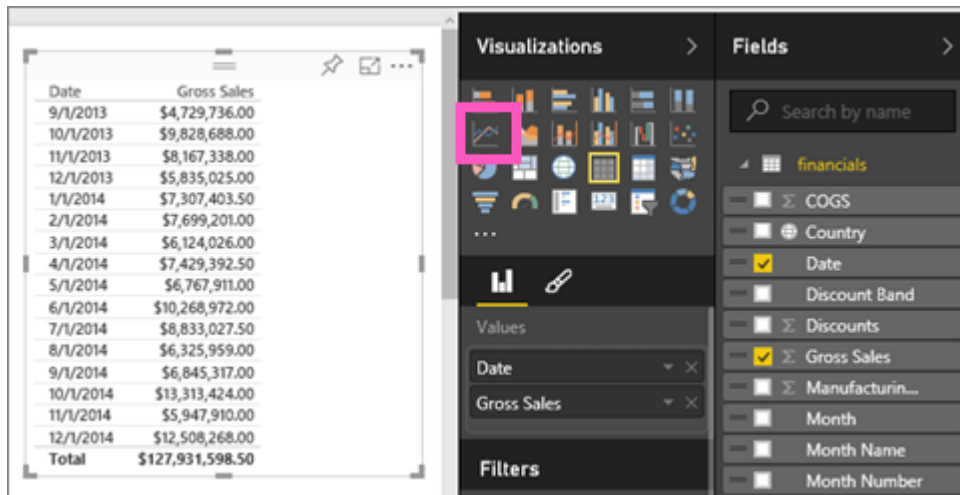 Date Gross Sales
9/1/2013 $4,729,736.00
10/1/2013 $9,828,688.00
11/1/2013 $8,167,338.00
12/1/2013 $5,835,025.00
1/1/2014 $7,307,403.50
2/1/2014 $7,699,201.00
3/1/2014 $6,124,026.00
4/1/2014 $7,429,392.50
5/1/2014 $6,767,911.00
6/1/2014 $10,268,972.00
7/1/2014 $8,833,027.50
8/1/2014 $6,325,959.00
9/1/2014 $6,845,317.00
10/1/2014 $13,313,424.00
11/1/2014 $5,947,910.00
12/1/2014 $12,508,268.00
Total $127,931,598.50
Visualizations
123
Values
Date
Gross Sales
Filters
Fields
Search by name
financials
Σ COGS
Country
Date
Discount Band
Σ Discounts
Σ Gross Sales
Σ Manufacturin...
Month
Month Name
Month Number